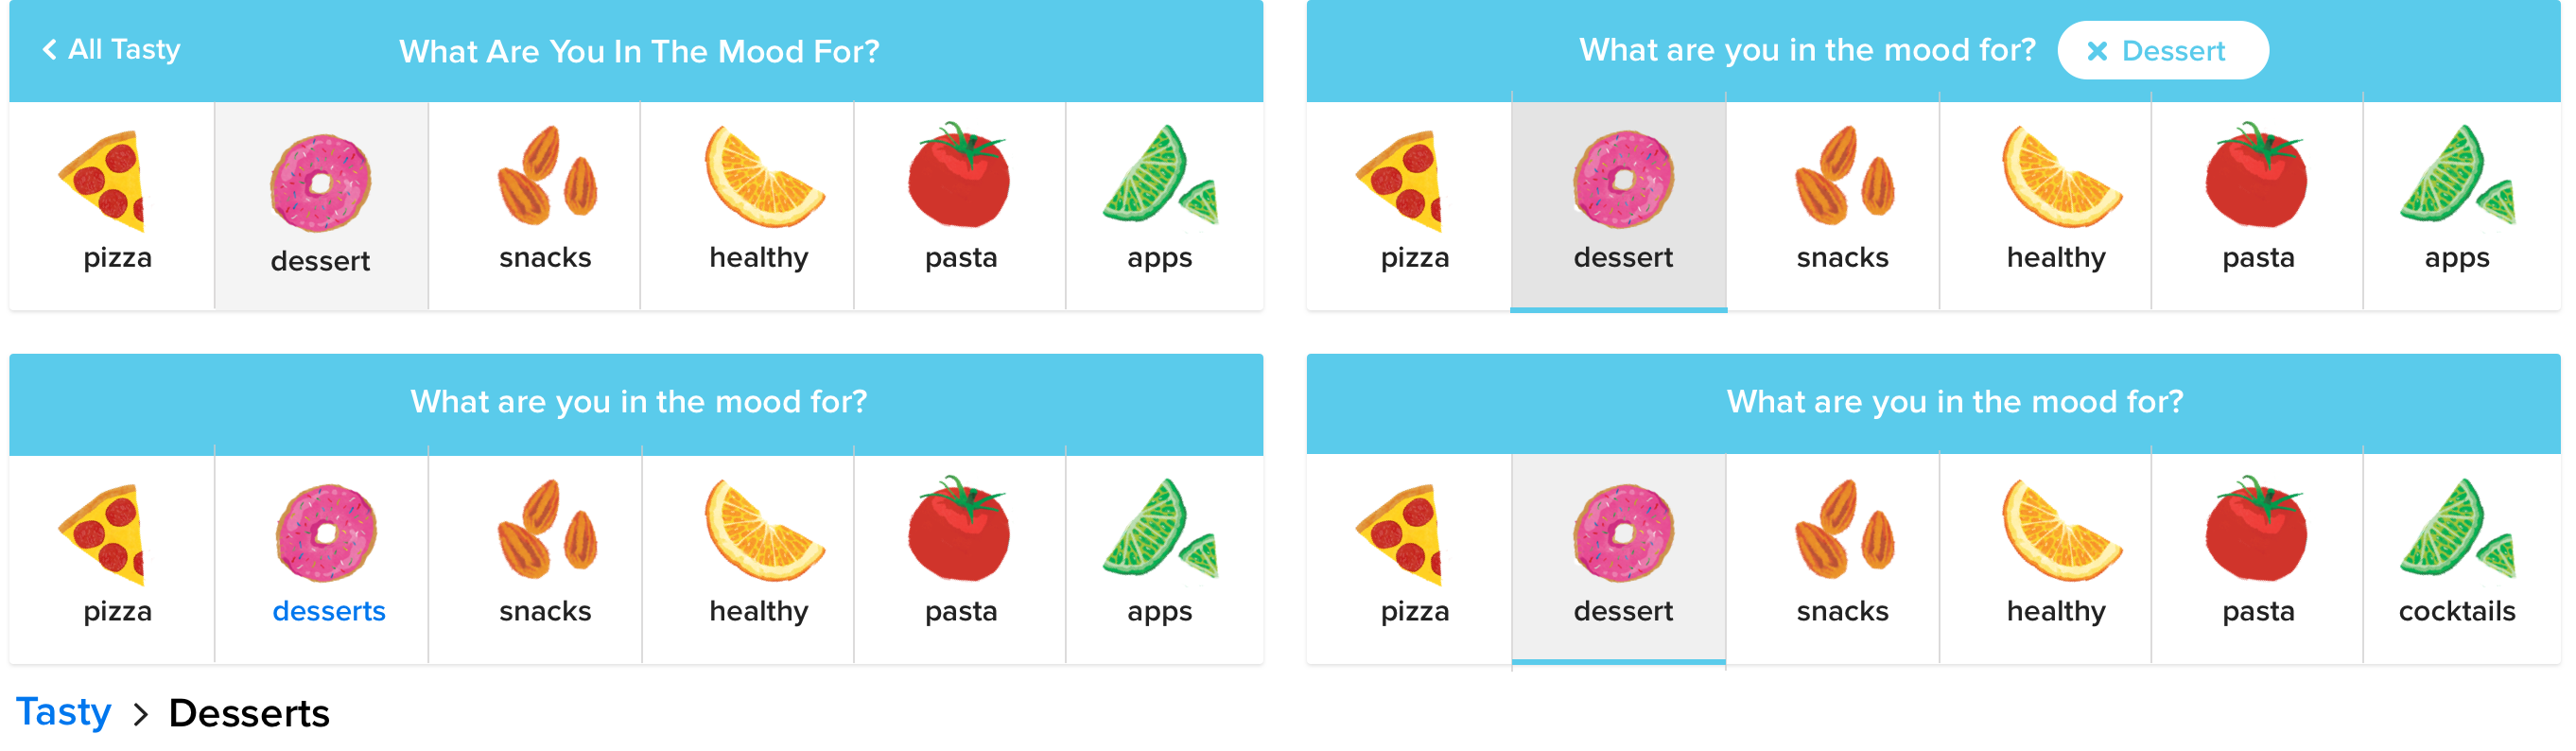 All Tasty
What Are You In The Mood For?
pizza dessert snacks healthy pasta apps
What are you in the mood for? Dessert
pizza dessert snacks healthy pasta apps
What are you in the mood for?
pizza desserts snacks healthy pasta apps
Tasty > Desserts
What are you in the mood for?
pizza dessert snacks healthy pasta cocktails